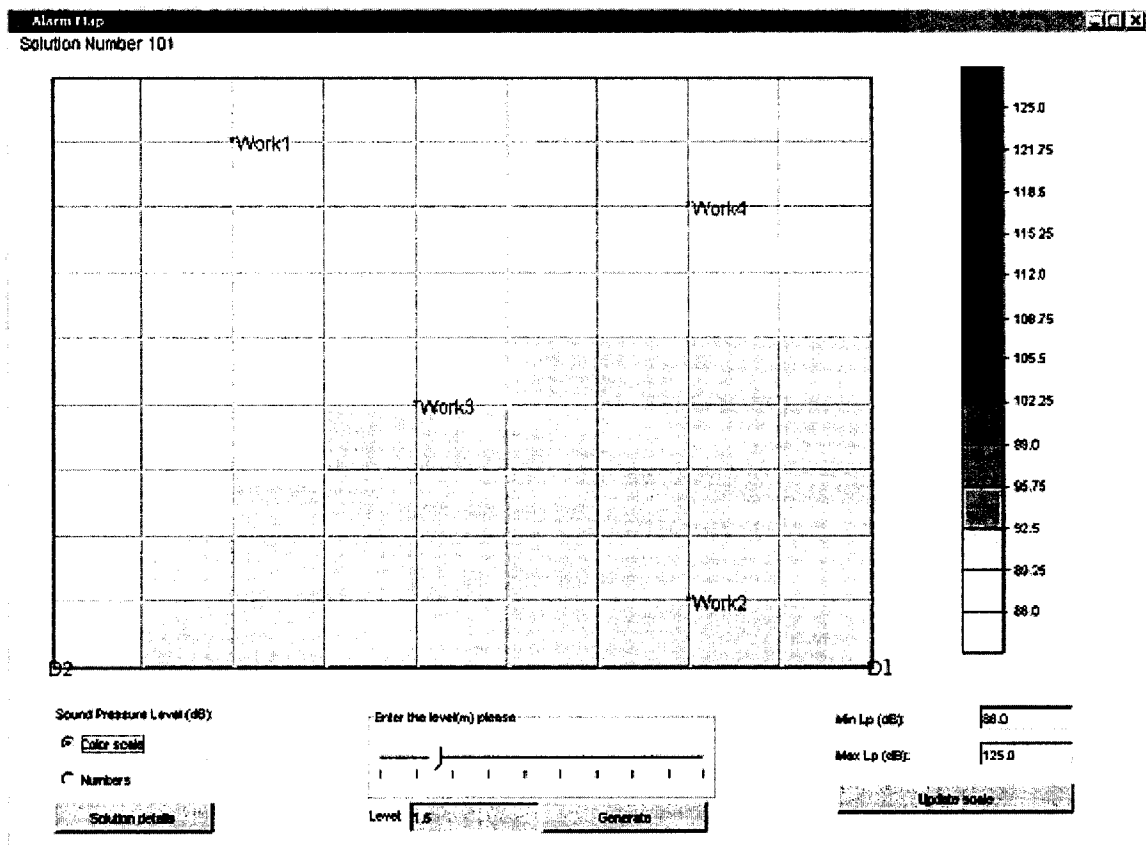 Alarm Map
Solution Number 101
Work1
Work4
Work3
Work2
D2
D1
125.0
121.75
118.5
115.25
112.0
108.75
105.5
102.25
99.0
95.75
92.5
89.25
86.0
Sound Pressure Level (dB):
Color scale
Numbers
Solution details
Enter the level(m) please
Level 1.5
Generate
Min Lp (dB): 86.0
Max Lp (dB): 125.0
Update scale